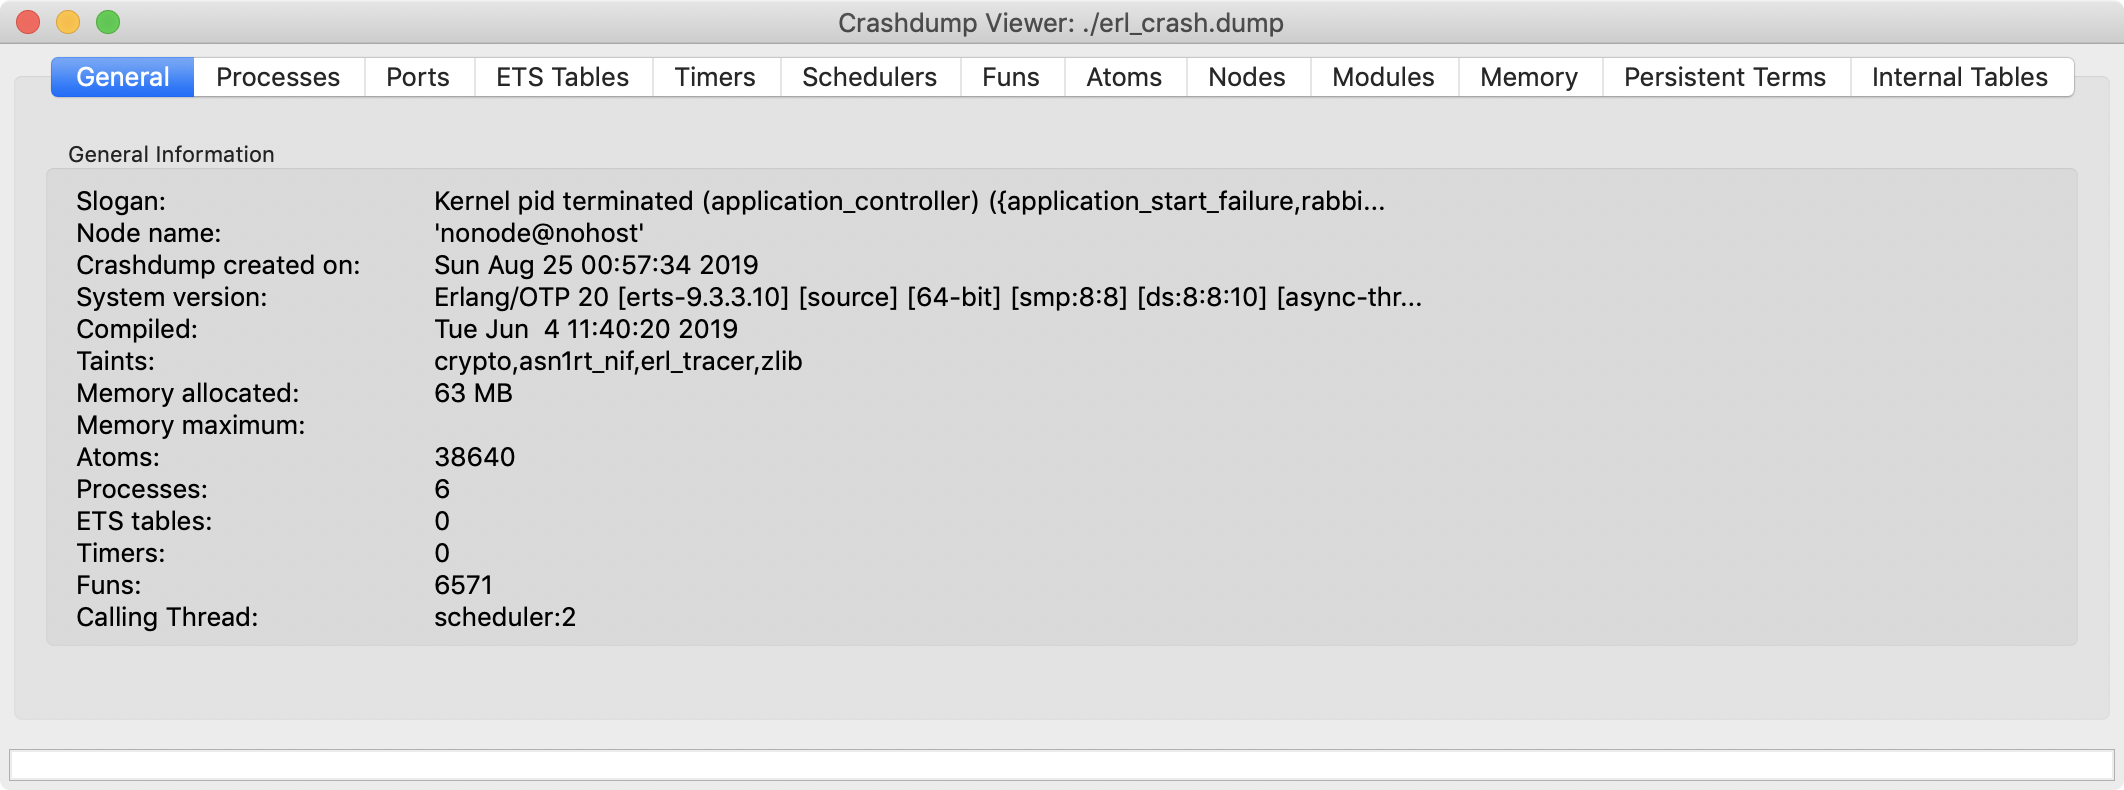 Crashdump Viewer: ./erl_crash.dump
General Processes Ports ETS Tables Timers Schedulers Funs Atoms Nodes Modules Memory Persistent Terms Internal Tables
General Information
Slogan: Kernel pid terminated (application_controller) ({application_start_failure,rabbi...
Node name: 'nonode@nohost'
Crashdump created on: Sun Aug 25 00:57:34 2019
System version: Erlang/OTP 20 [erts-9.3.3.10] [source] [64-bit] [smp:8:8] [ds:8:8:10] [async-thr...
Compiled: Tue Jun  4 11:40:20 2019
Taints: crypto,asn1rt_nif,erl_tracer,zlib
Memory allocated: 63 MB
Memory maximum:
Atoms: 38640
Processes: 6
ETS tables: 0
Timers: 0
Funs: 6571
Calling Thread: scheduler:2